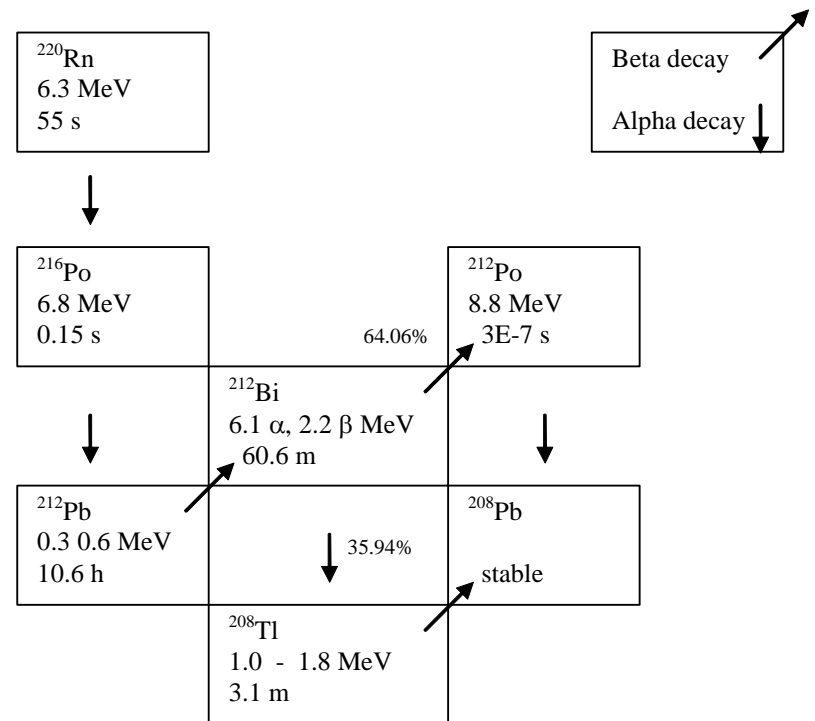 ²²⁰Rn
6.3 MeV
55 s
Beta decay
Alpha decay
²¹⁶Po
6.8 MeV
0.15 s
²¹²Po
8.8 MeV
3E-7 s
64.06%
²¹²Bi
6.1 α, 2.2 β MeV
60.6 m
²¹²Pb
0.3 0.6 MeV
10.6 h
35.94%
²⁰⁸Pb
stable
²⁰⁸Tl
1.0 - 1.8 MeV
3.1 m